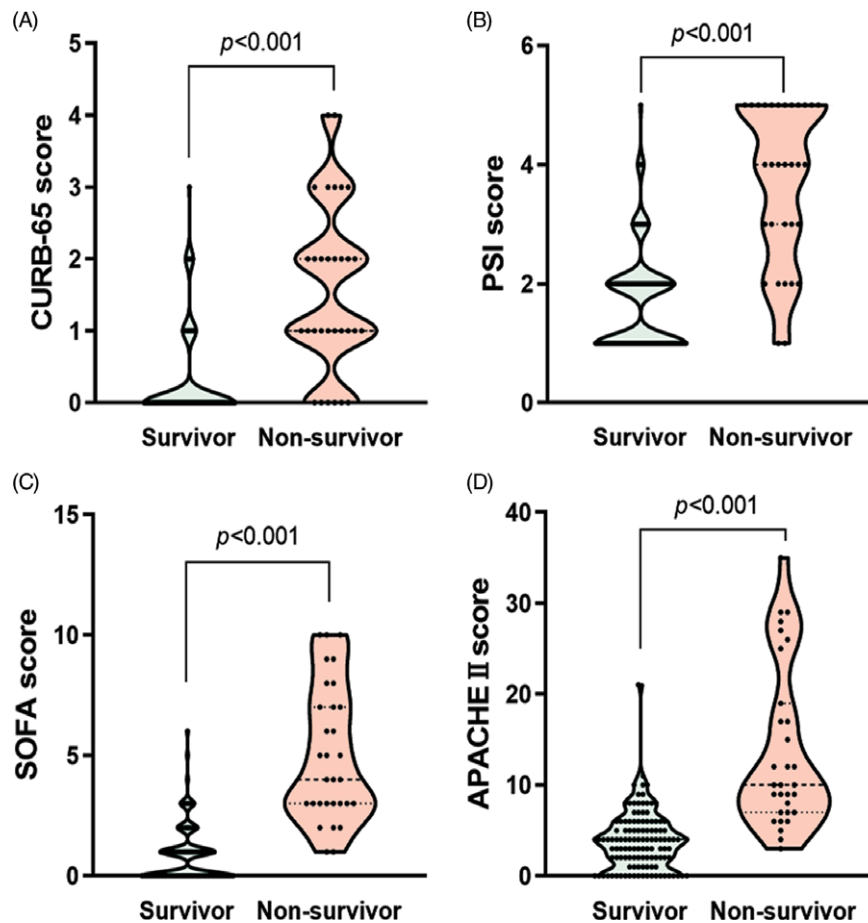 (A)
p<0.001
CURB-65 score
5
4
3
2
1
0
Survivor Non-survivor
(B)
p<0.001
PSI score
6
4
2
0
Survivor Non-survivor
(C)
p<0.001
SOFA score
15
10
5
0
Survivor Non-survivor
(D)
p<0.001
APACHE II score
40
30
20
10
0
Survivor Non-survivor